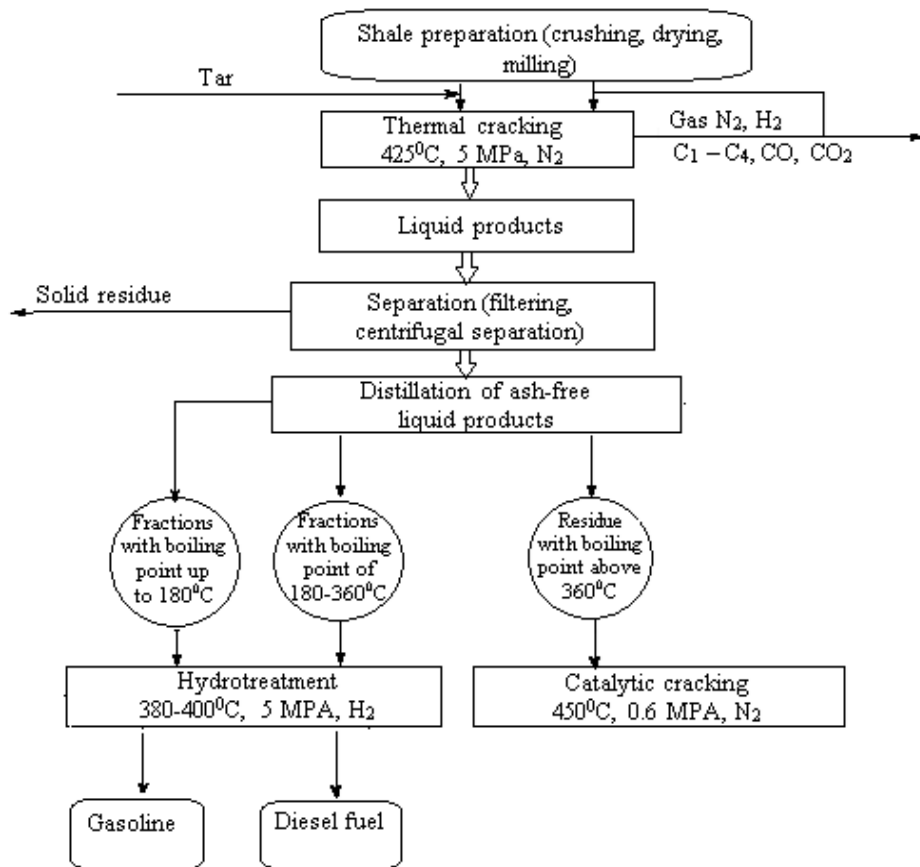 Shale preparation (crushing, drying,
milling)
Tar
Thermal cracking
425⁰C, 5 MPa, N₂
Gas N₂, H₂
C₁ – C₄, CO, CO₂
Liquid products
Solid residue
Separation (filtering,
centrifugal separation)
Distillation of ash-free
liquid products
Fractions
with boiling
point up
to 180⁰C
Fractions
with boiling
point of
180-360⁰C
Residue
with boiling
point above
360⁰C
Hydrotreatment
380-400⁰C, 5 MPA, H₂
Catalytic cracking
450⁰C, 0.6 MPA, N₂
Gasoline
Diesel fuel